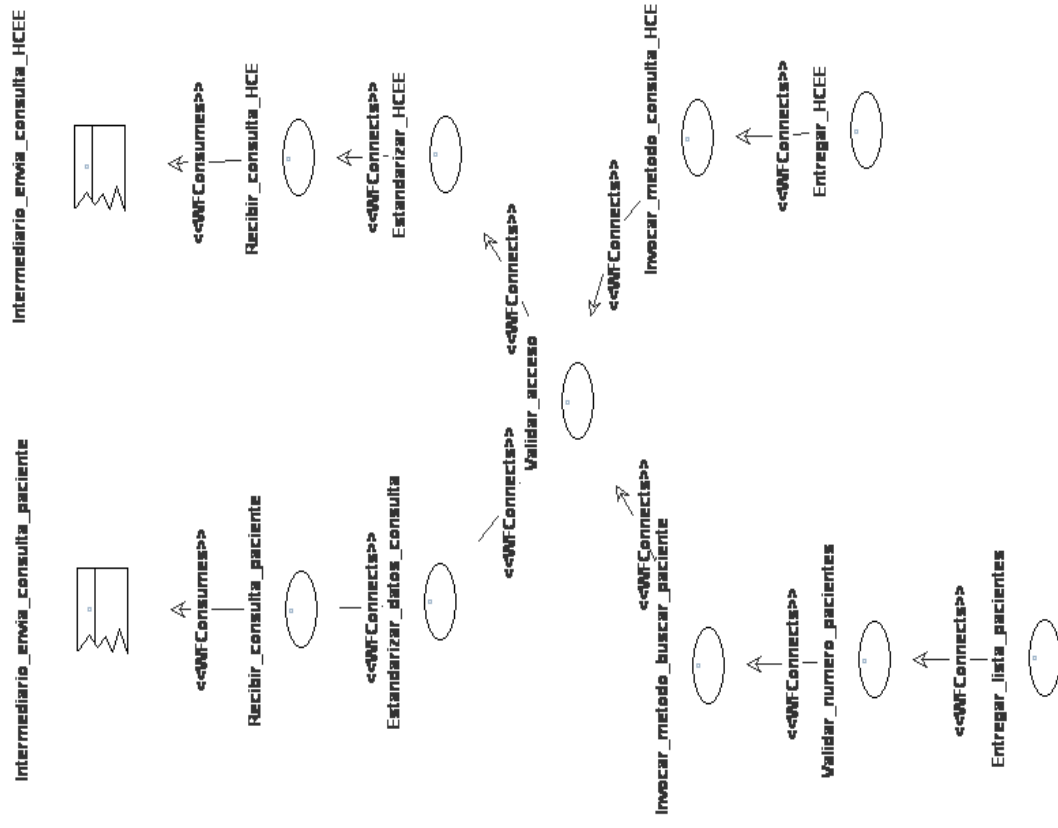 Intermediario_envia_consulta_paciente
Intermediario_envia_consulta_HCEE
<<WFConsumes>>
<<WFConsumes>>
Recibir_consulta_paciente
Recibir_consulta_HCE
<<WFConnects>>
<<WFConnects>>
Estandarizar_datos_consulta
Estandarizar_HCEE
<<WFConnects>>
<<WFConnects>>
Validar_acceso
<<WFConnects>>
<<WFConnects>>
Invocar_metodo_buscar_paciente
Invocar_metodo_consulta_HCE
<<WFConnects>>
<<WFConnects>>
Validar_numero_pacientes
Entregar_HCEE
<<WFConnects>>
Entregar_lista_pacientes